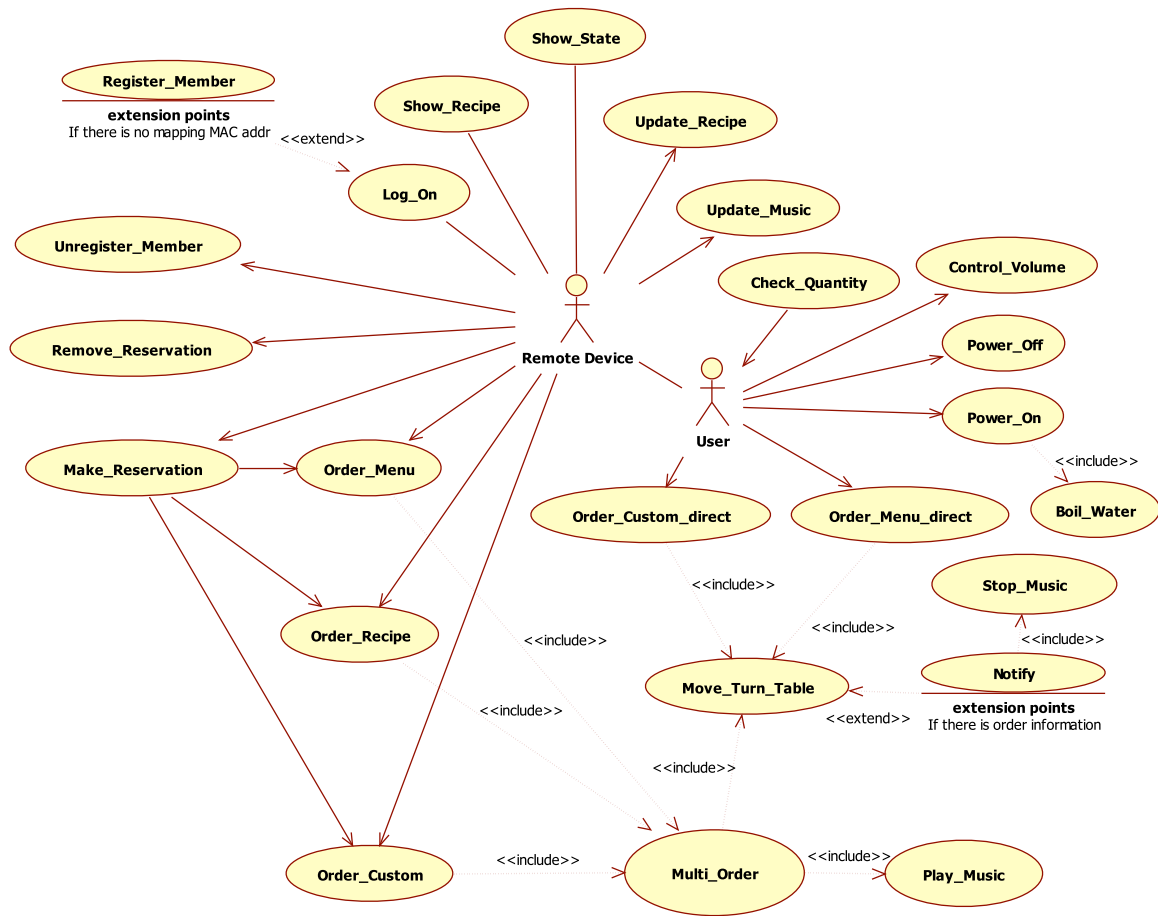 Show_State
Register_Member
extension points
If there is no mapping MAC addr
<<extend>>
Show_Recipe
Update_Recipe
Log_On
Update_Music
Unregister_Member
Check_Quantity
Control_Volume
Remove_Reservation
Remote Device
Power_Off
Power_On
User
Make_Reservation
Order_Menu
<<include>>
Boil_Water
Order_Custom_direct
Order_Menu_direct
<<include>>
Stop_Music
Order_Recipe
<<include>>
<<include>>
<<include>>
Notify
extension points
If there is order information
Move_Turn_Table
<<extend>>
<<include>>
<<include>>
Order_Custom
<<include>>
Multi_Order
<<include>>
Play_Music